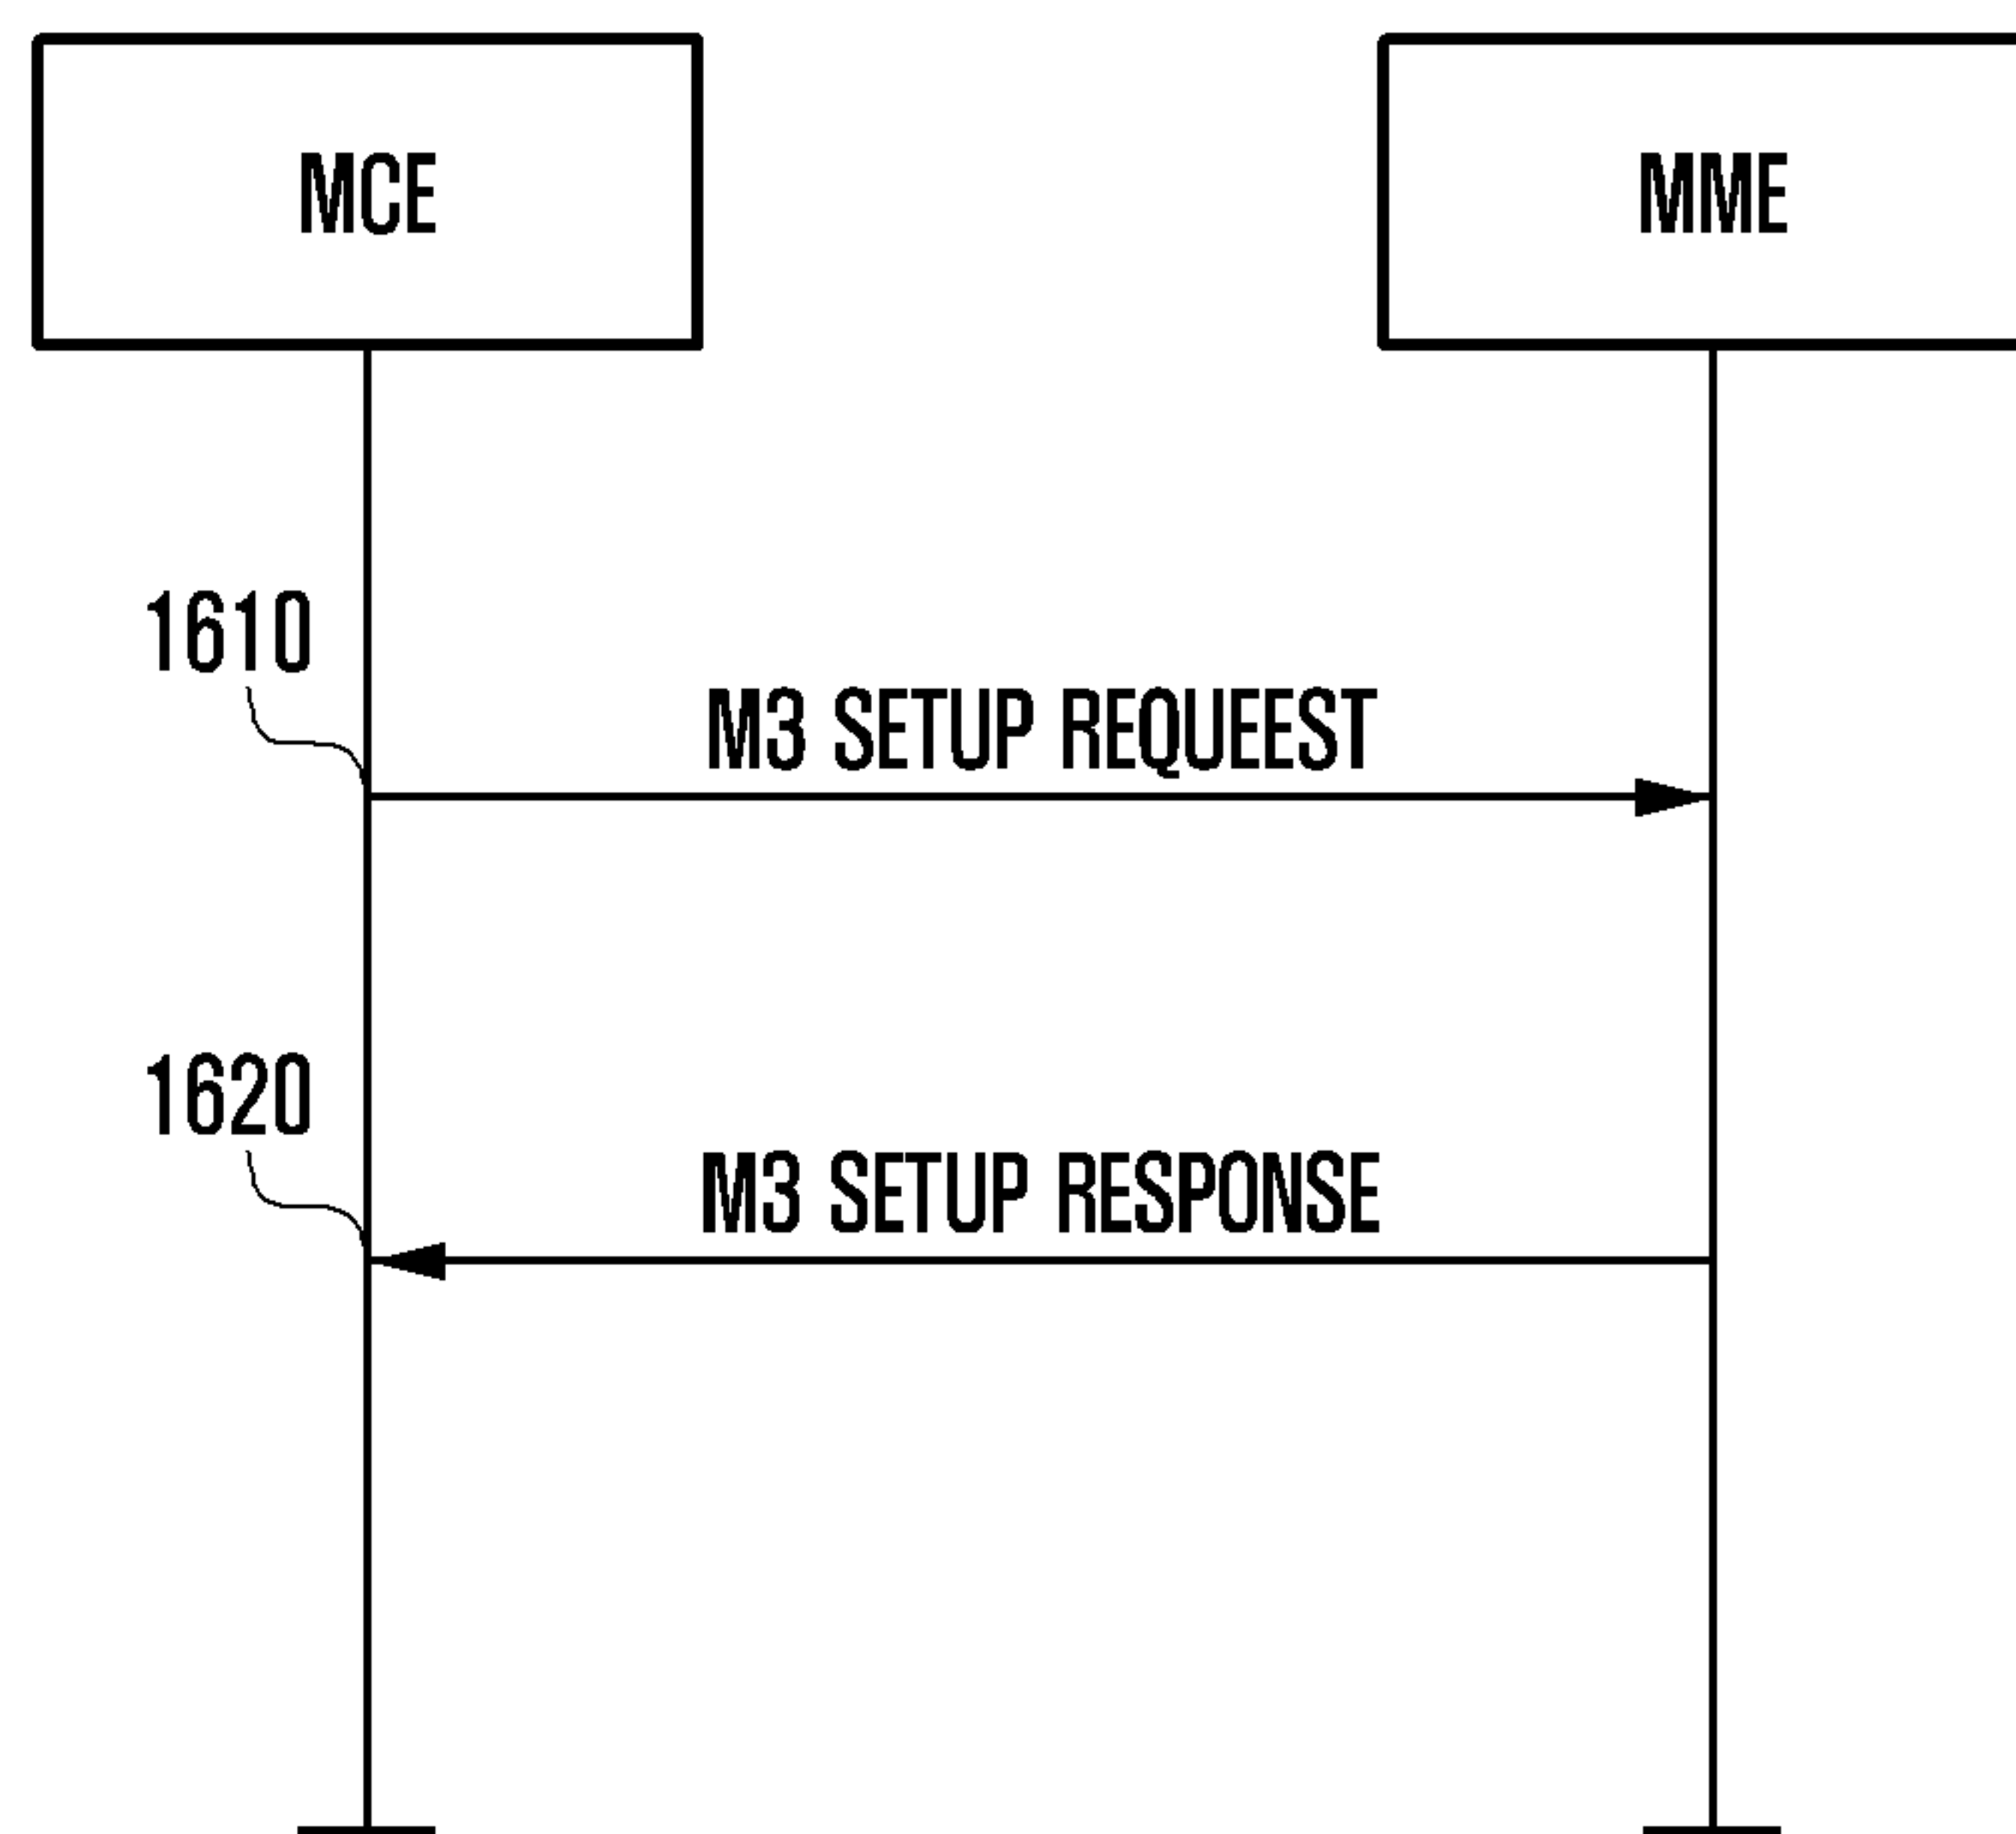 MCE
MME
1610
M3 SETUP REQUEEST
1620
M3 SETUP RESPONSE